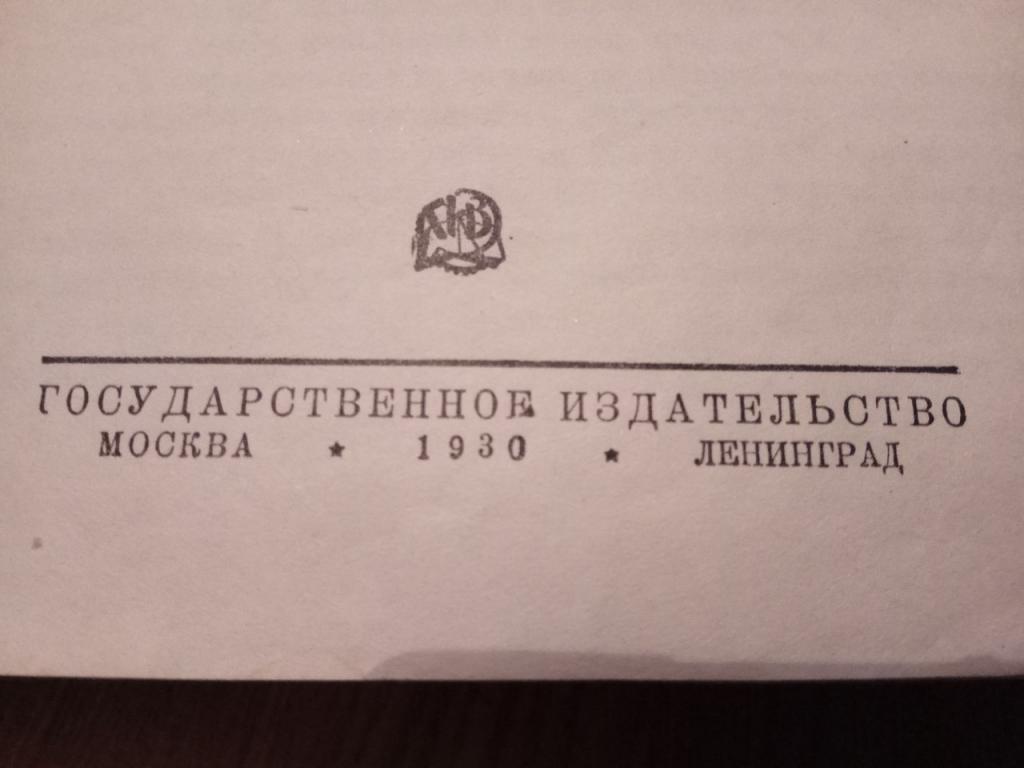 ГОСУДАРСТВЕННОЕ ИЗДАТЕЛЬСТВО
МОСКВА ★ 1930 ★ ЛЕНИНГРАД